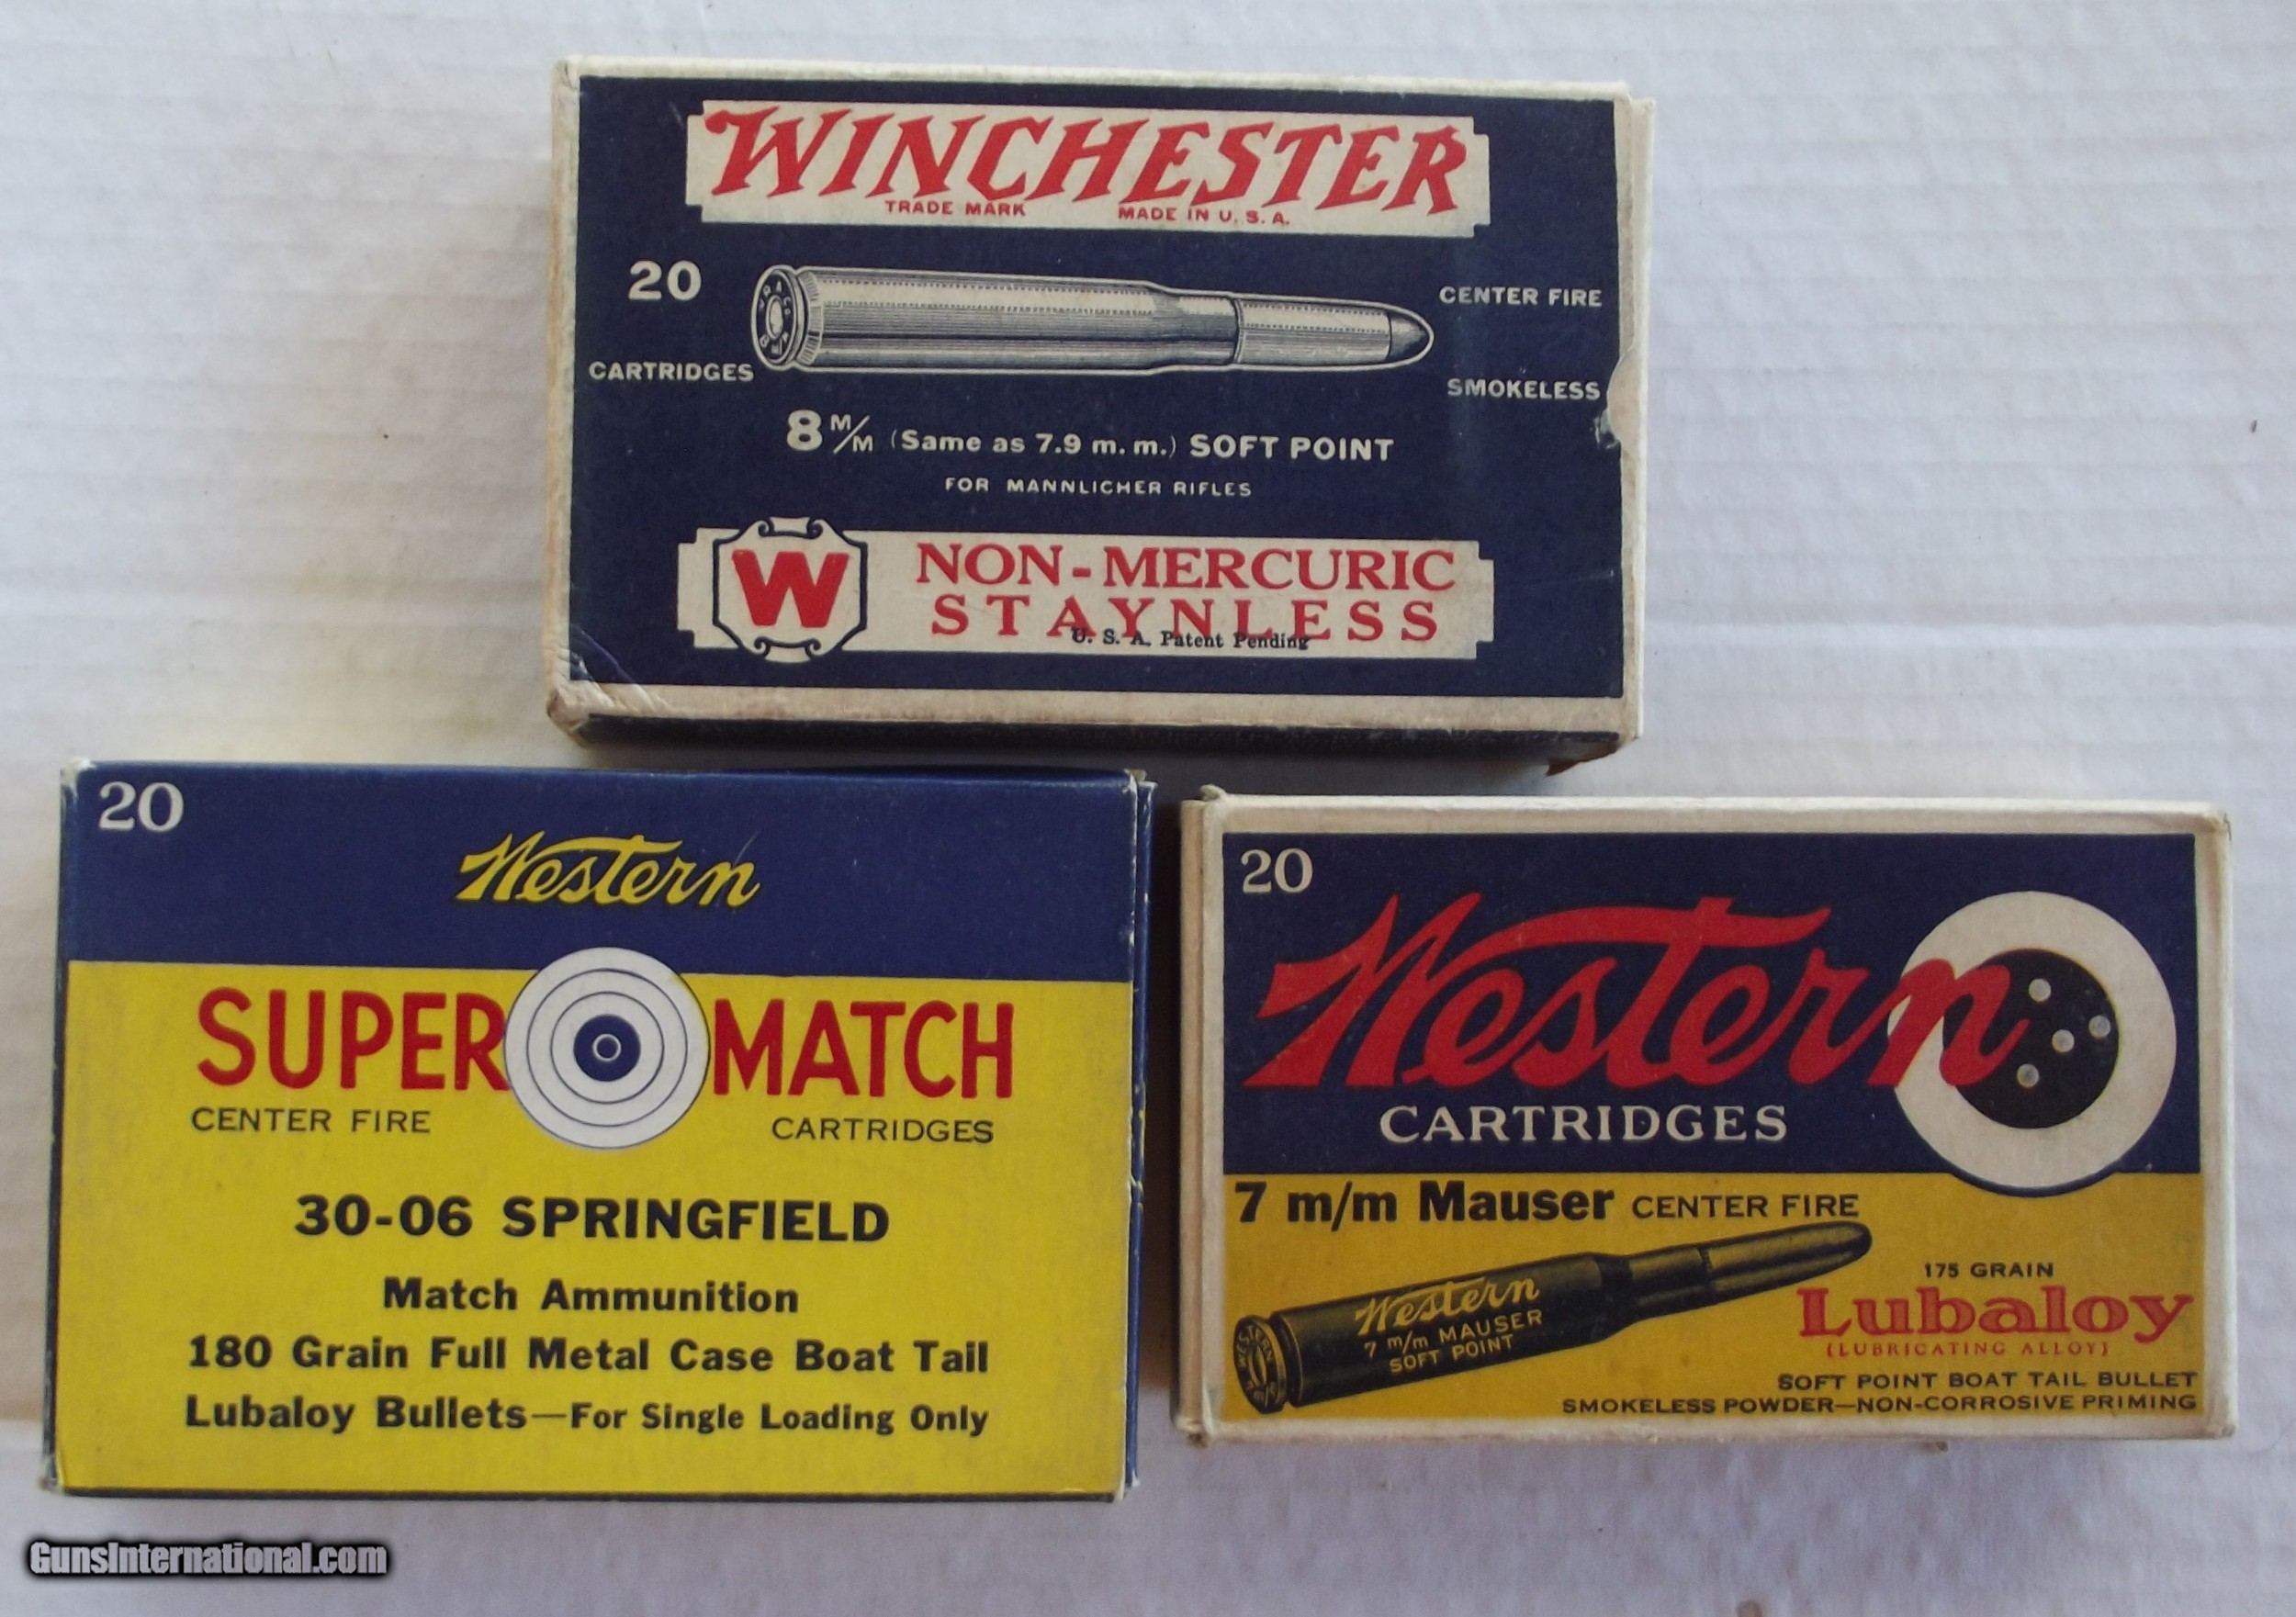 WINCHESTER
TRADE MARK MADE IN U. S. A.
20
CARTRIDGES
CENTER FIRE
SMOKELESS
8 M/M (Same as 7.9 m. m.) SOFT POINT
FOR MANNLICHER RIFLES
W
NON-MERCURIC
STAYNLESS
U. S. A. Patent Pending
20
Western
SUPER MATCH
CENTER FIRE CARTRIDGES
30-06 SPRINGFIELD
Match Ammunition
180 Grain Full Metal Case Boat Tail
Lubaloy Bullets—For Single Loading Only
20
Western
CARTRIDGES
7 m/m Mauser CENTER FIRE
Western
7 m/m MAUSER
SOFT POINT
WESTERN
175 GRAIN
Lubaloy
(LUBRICATING ALLOY)
SOFT POINT BOAT TAIL BULLET
SMOKELESS POWDER—NON-CORROSIVE PRIMING
GunsInternational.com